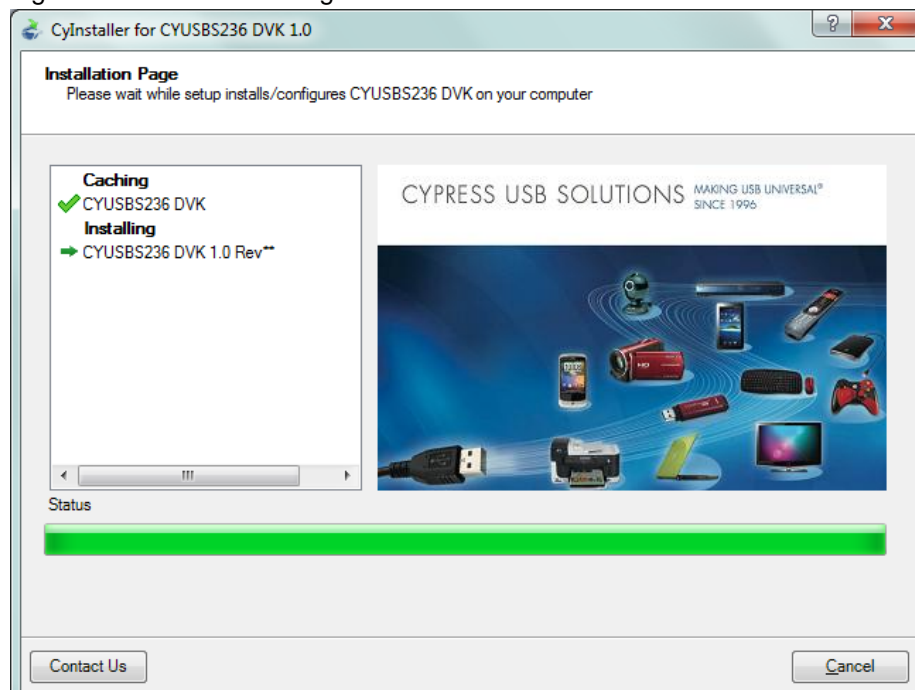 CyInstaller for CYUSBS236 DVK 1.0
Installation Page
Please wait while setup installs/configures CYUSBS236 DVK on your computer
Caching
CYUSBS236 DVK
Installing
CYUSBS236 DVK 1.0 Rev**
CYPRESS USB SOLUTIONS MAKING USB UNIVERSAL®
SINCE 1996
Status
Contact Us
Cancel